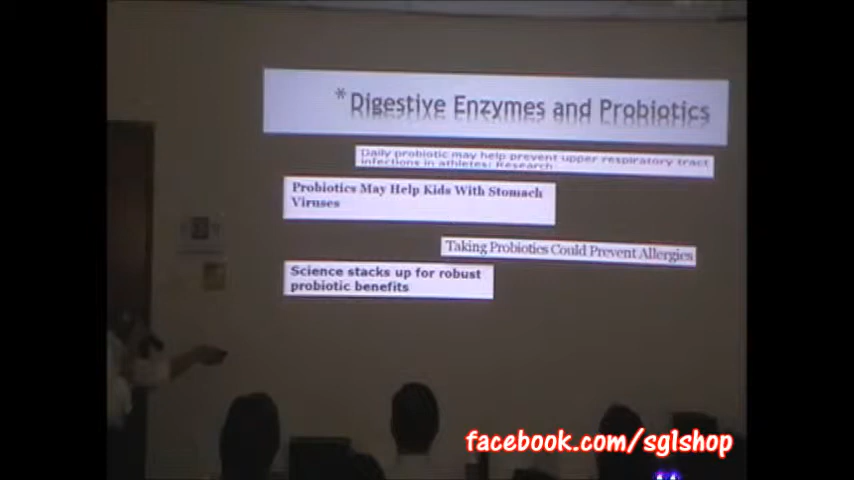 *Digestive Enzymes and Probiotics
Daily probiotic may help prevent upper respiratory tract
infections in athletes: Research
Probiotics May Help Kids With Stomach
Viruses
Taking Probiotics Could Prevent Allergies
Science stacks up for robust
probiotic benefits
facebook.com/sg1shop